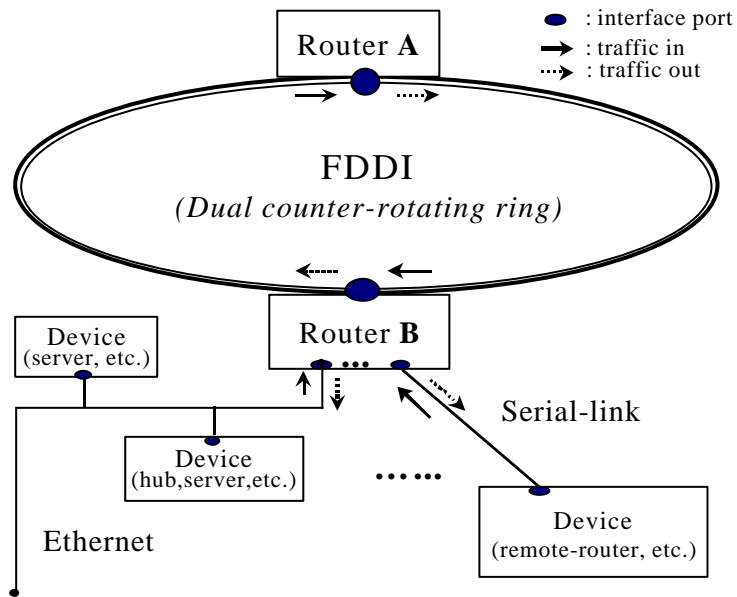 : interface port
: traffic in
: traffic out
Router A
FDDI
(Dual counter-rotating ring)
Router B
Device
(server, etc.)
Serial-link
Device
(hub,server,etc.)
Device
(remote-router, etc.)
Ethernet